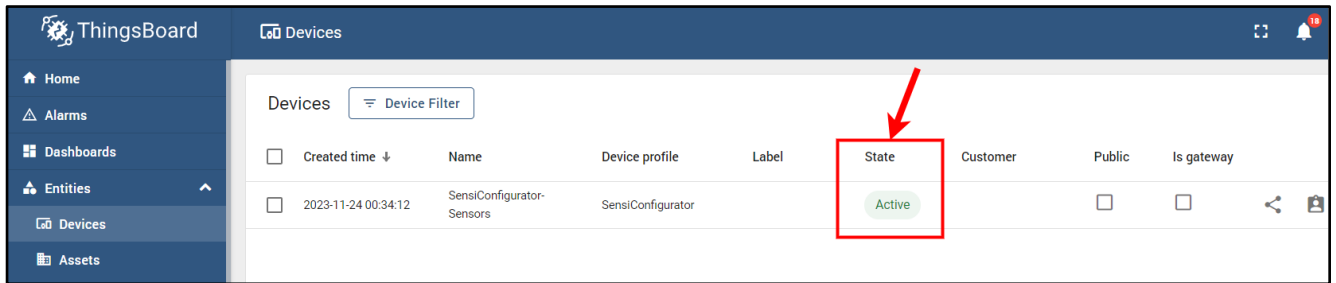 ThingsBoard
Devices
18
Home
Alarms
Dashboards
Entities
Devices
Assets
Devices
Device Filter
Created time Name Device profile Label State Customer Public Is gateway
2023-11-24 00:34:12 SensiConfigurator-Sensors SensiConfigurator Active